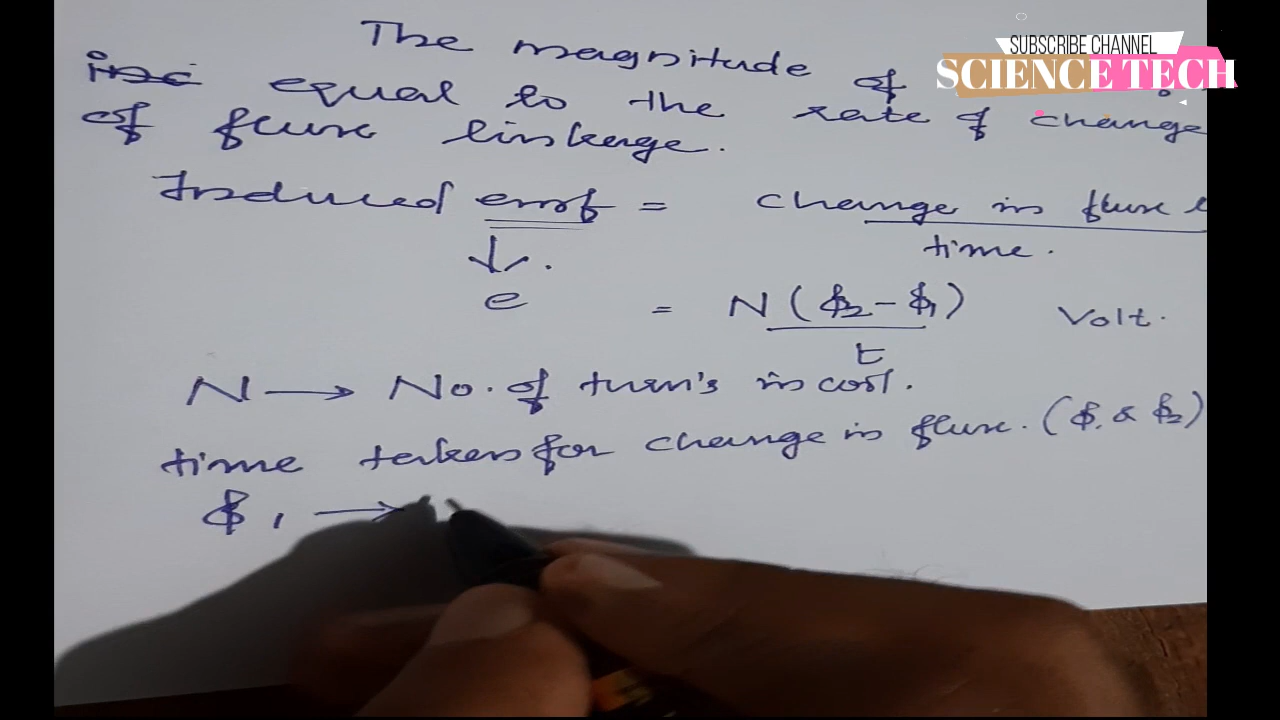 SUBSCRIBE CHANNEL
SCIENCE TECH
The magnitude of
equal to the rate of change
of flux linkage.
Induced emf = change in flux
time.
e = N(ϕ2-ϕ1) Volt.
t
N → No. of turn's in coil.
time taken for change in flux. (ϕ1 & ϕ2)
ϕ1 →